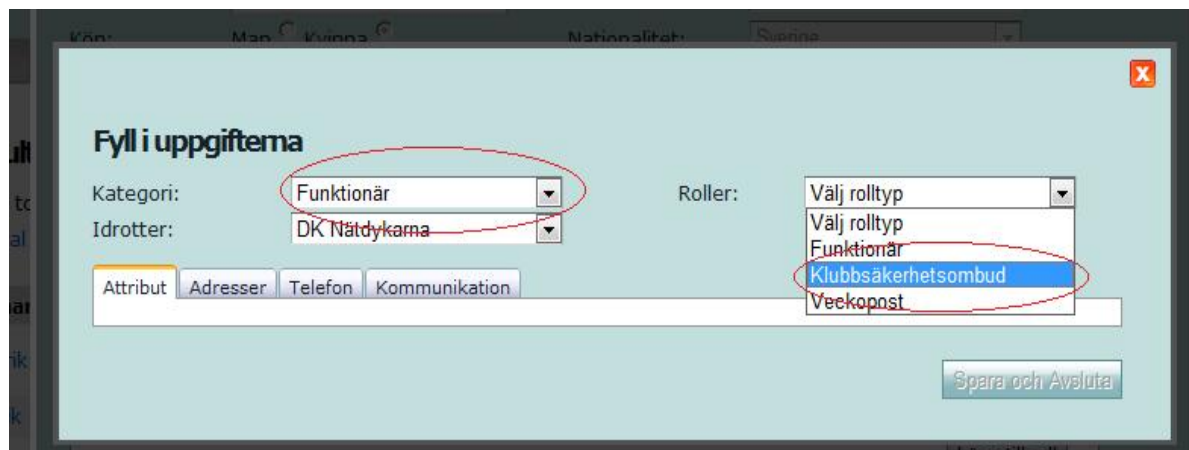 Kön: Man Kvinna Nationalitet: Sverige
X
Fyll i uppgifterna
Kategori: Funktionär Roller: Välj rolltyp
Idrotter: DK Nätdykarna Välj rolltyp
Funktionär
Klubbsäkerhetsombud
Veckopost
Attribut Adresser Telefon Kommunikation
Spara och Avsluta